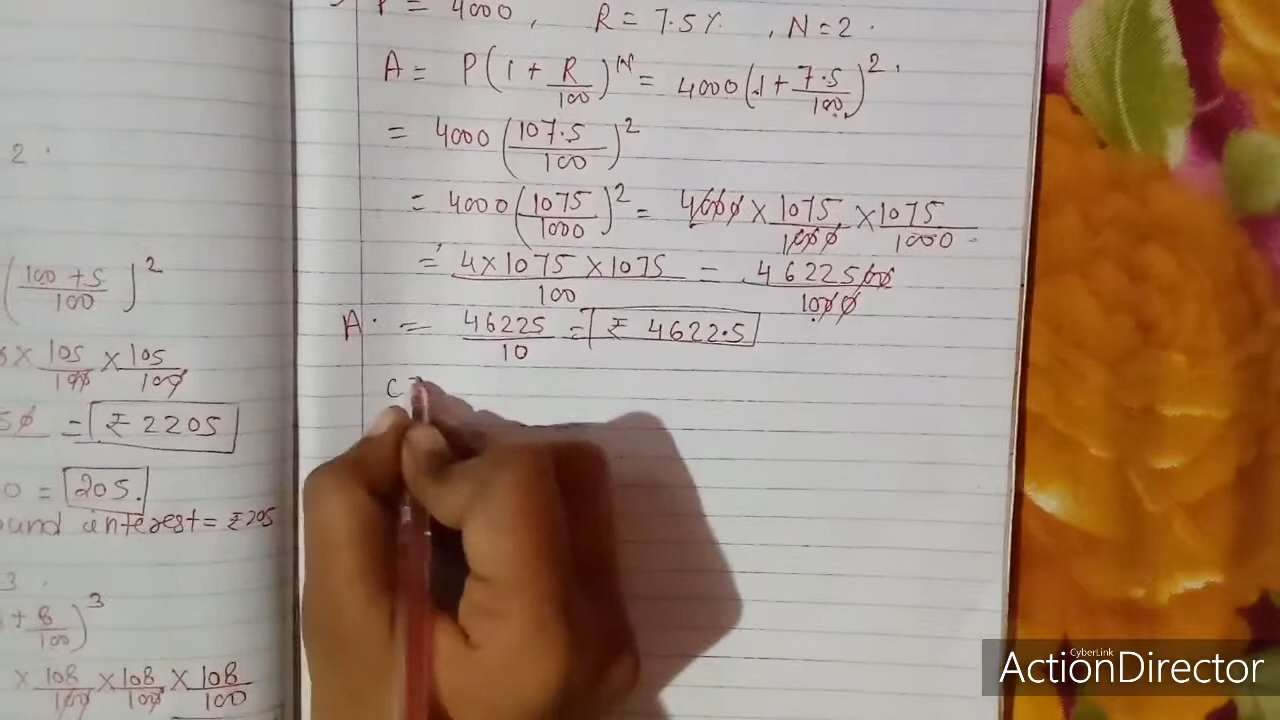 2.
(100 + 5 / 100)²
× 105/100 × 105/100
= ₹ 2205
0 = 205.
und interest = ₹ 205
3.
+ 8/100)³
× 108/100 × 108/100 × 108/100
P = 4000, R = 7.5%, N = 2.
A = P(1 + R/100)ᴺ = 4000(1 + 7.5/100)².
= 4000(107.5/100)²
= 4000(1075/1000)² = 4000 × 1075/1000 × 1075/1000
= 4×1075×1075/100 = 4622500/1000
A. = 46225/10 = ₹ 4622.5
C
CyberLink
ActionDirector